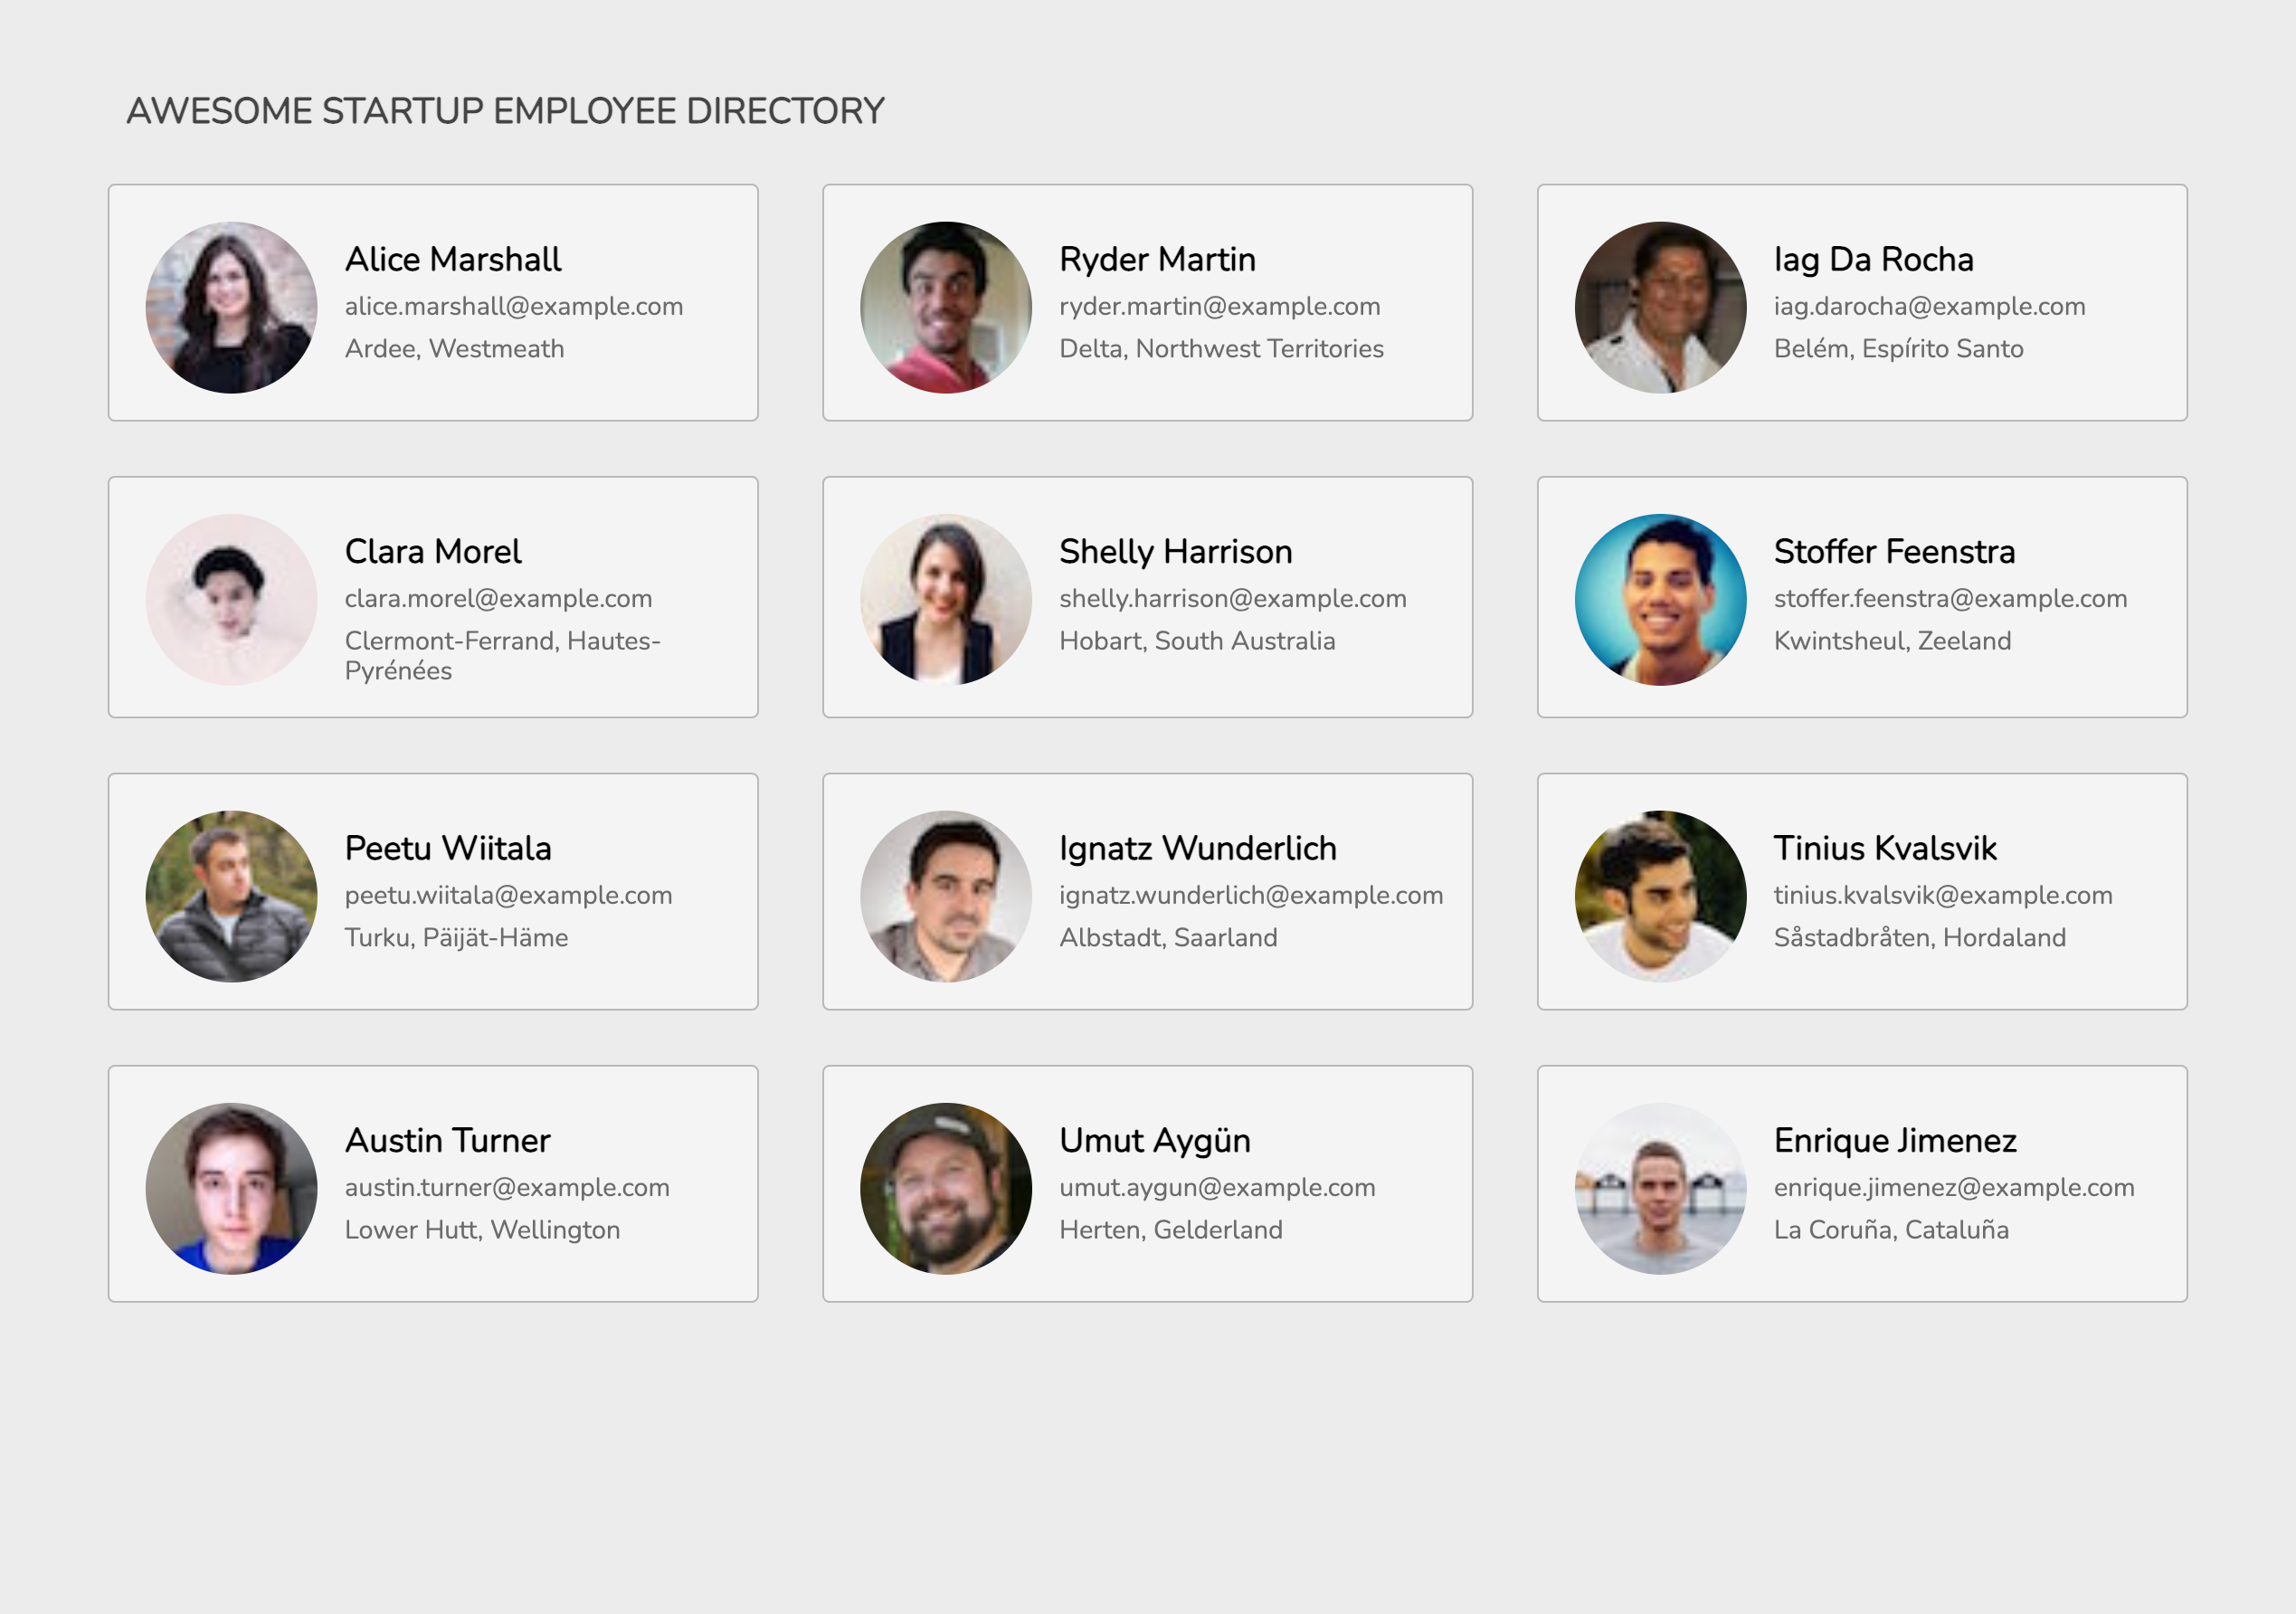 AWESOME STARTUP EMPLOYEE DIRECTORY
Alice Marshall
alice.marshall@example.com
Ardee, Westmeath
Ryder Martin
ryder.martin@example.com
Delta, Northwest Territories
Iag Da Rocha
iag.darocha@example.com
Belém, Espírito Santo
Clara Morel
clara.morel@example.com
Clermont-Ferrand, Hautes-
Pyrénées
Shelly Harrison
shelly.harrison@example.com
Hobart, South Australia
Stoffer Feenstra
stoffer.feenstra@example.com
Kwintsheul, Zeeland
Peetu Wiitala
peetu.wiitala@example.com
Turku, Päijät-Häme
Ignatz Wunderlich
ignatz.wunderlich@example.com
Albstadt, Saarland
Tinius Kvalsvik
tinius.kvalsvik@example.com
Såstadbråten, Hordaland
Austin Turner
austin.turner@example.com
Lower Hutt, Wellington
Umut Aygün
umut.aygun@example.com
Herten, Gelderland
Enrique Jimenez
enrique.jimenez@example.com
La Coruña, Cataluña